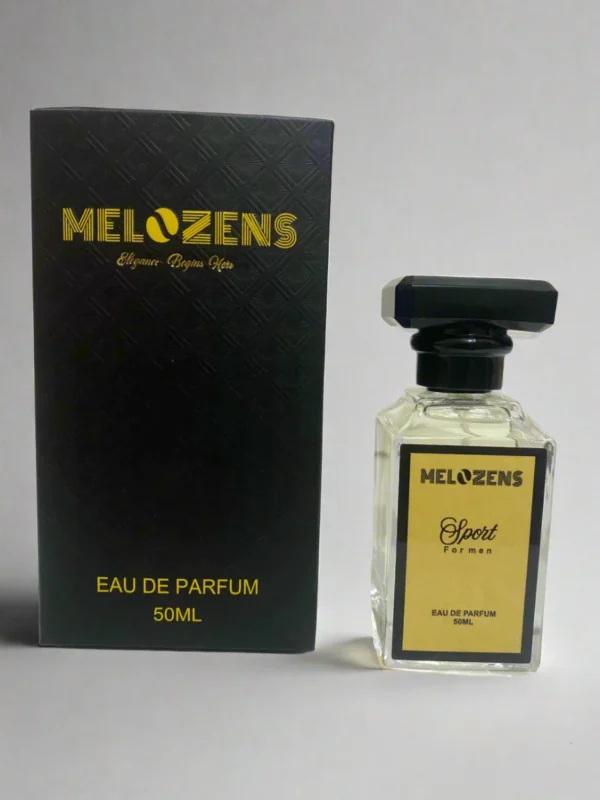 MELOZENS
Elegance Begins Here
EAU DE PARFUM
50ML
MELOZENS
Sport
For men
EAU DE PARFUM
50ML